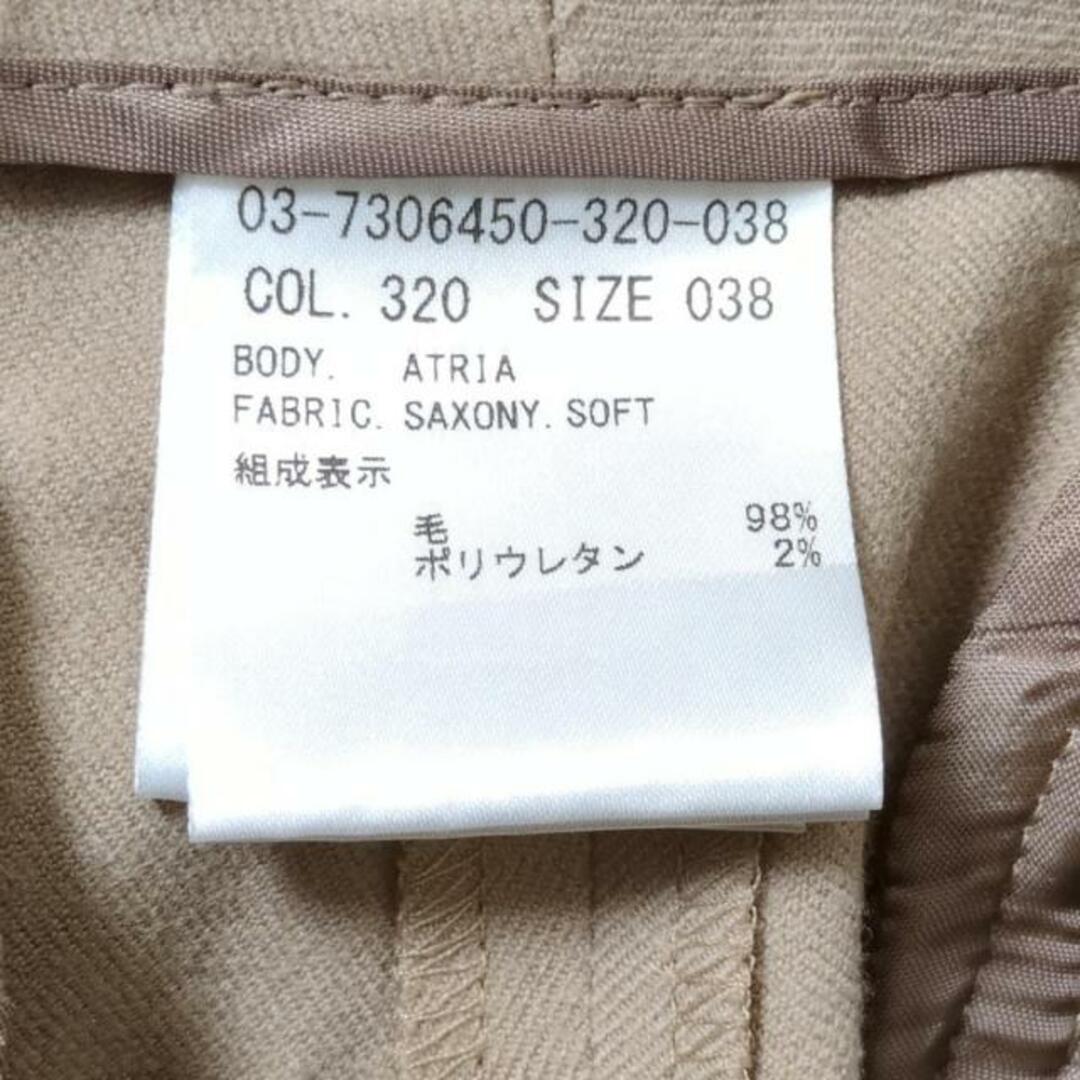 03-7306450-320-038
COL. 320 SIZE 038
BODY. ATRIA
FABRIC. SAXONY. SOFT
組成表示
毛 98%
ポリウレタン 2%